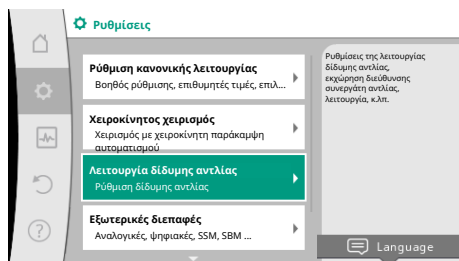 Ρυθμίσεις
Ρύθμιση κανονικής λειτουργίας
Βοηθός ρύθμισης, επιθυμητές τιμές, επιλ...
Χειροκίνητος χειρισμός
Χειρισμός με χειροκίνητη παράκαμψη
αυτοματισμού
Λειτουργία δίδυμης αντλίας
Ρύθμιση δίδυμης αντλίας
Εξωτερικές διεπαφές
Αναλογικές, ψηφιακές, SSM, SBM ...
Ρυθμίσεις της λειτουργίας
δίδυμης αντλίας,
εκχώρηση διεύθυνσης
συνεργάτη αντλίας,
λειτουργία, κ.λπ.
Language